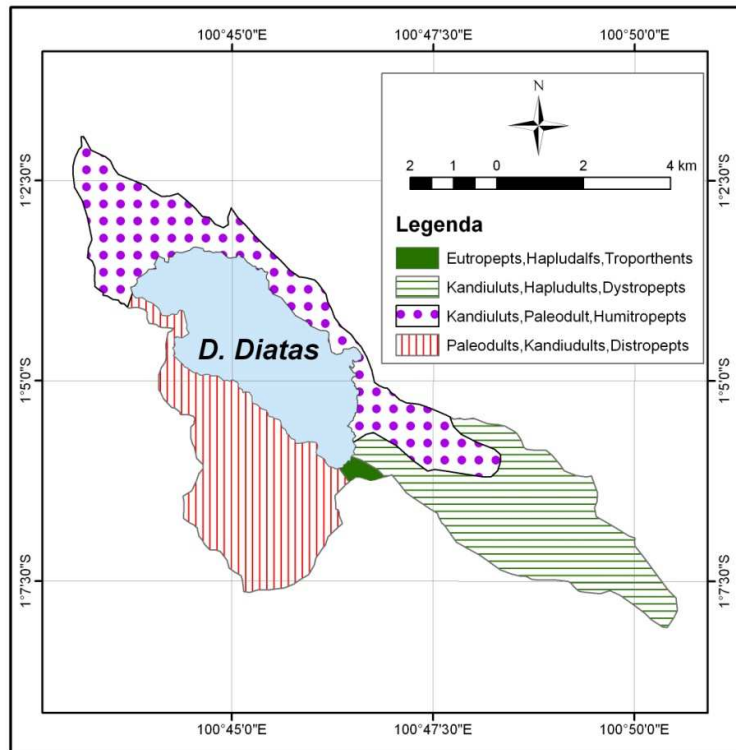 100°45'0"E 100°47'30"E 100°50'0"E
N
2 1 0 2 4 km
1°2'30"S 1°2'30"S
Legenda
Eutropepts,Hapludalfs,Troporthents
Kandiuluts,Hapludults,Dystropepts
Kandiuluts,Paleodult,Humitropepts
Paleodults,Kandiudults,Distropepts
D. Diatas
1°5'0"S 1°5'0"S
1°7'30"S 1°7'30"S
100°45'0"E 100°47'30"E 100°50'0"E